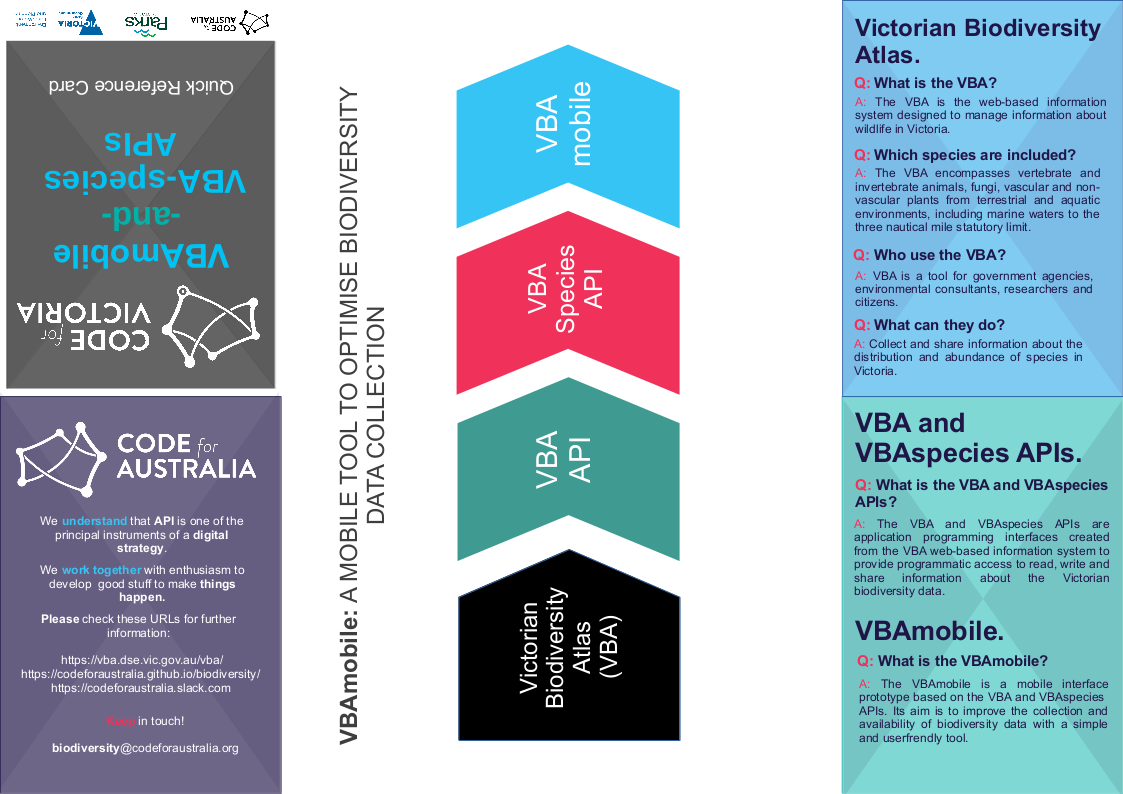 Environment,
Land, Water
and Planning
VICTORIA
State
Government
Parks
VICTORIA
CODE for
AUSTRALIA
Quick Reference Card
VBAmobile
-and-
VBA-species
APIs
CODE for
VICTORIA
CODE for
AUSTRALIA
We understand that API is one of the
principal instruments of a digital
strategy.
We work together with enthusiasm to
develop good stuff to make things
happen.
Please check these URLs for further
information:
https://vba.dse.vic.gov.au/vba/
https://codeforaustralia.github.io/biodiversity/
https://codeforaustralia.slack.com
Keep in touch!
biodiversity@codeforaustralia.org
VBAmobile: A MOBILE TOOL TO OPTIMISE BIODIVERSITY
DATA COLLECTION
VBA
mobile
VBA
Species
API
VBA
API
Victorian
Biodiversity
Atlas
(VBA)
Victorian Biodiversity
Atlas.
Q: What is the VBA?
A: The VBA is the web-based information
system designed to manage information about
wildlife in Victoria.
Q: Which species are included?
A: The VBA encompasses vertebrate and
invertebrate animals, fungi, vascular and non-
vascular plants from terrestrial and aquatic
environments, including marine waters to the
three nautical mile statutory limit.
Q: Who use the VBA?
A: VBA is a tool for government agencies,
environmental consultants, researchers and
citizens.
Q: What can they do?
A: Collect and share information about the
distribution and abundance of species in
Victoria.
VBA and
VBAspecies APIs.
Q: What is the VBA and VBAspecies
APIs?
A: The VBA and VBAspecies APIs are
application programming interfaces created
from the VBA web-based information system to
provide programmatic access to read, write and
share information about the Victorian
biodiversity data.
VBAmobile.
Q: What is the VBAmobile?
A: The VBAmobile is a mobile interface
prototype based on the VBA and VBAspecies
APIs. Its aim is to improve the collection and
availability of biodiversity data with a simple
and userfrendly tool.